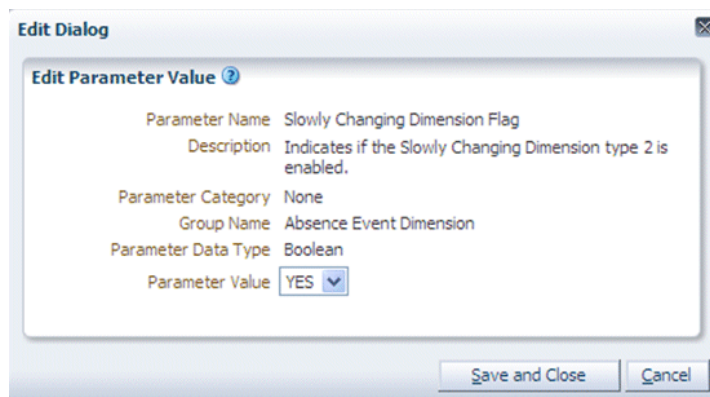 Edit Dialog
Edit Parameter Value
Parameter Name Slowly Changing Dimension Flag
Description Indicates if the Slowly Changing Dimension type 2 is
enabled.
Parameter Category None
Group Name Absence Event Dimension
Parameter Data Type Boolean
Parameter Value YES
Save and Close Cancel